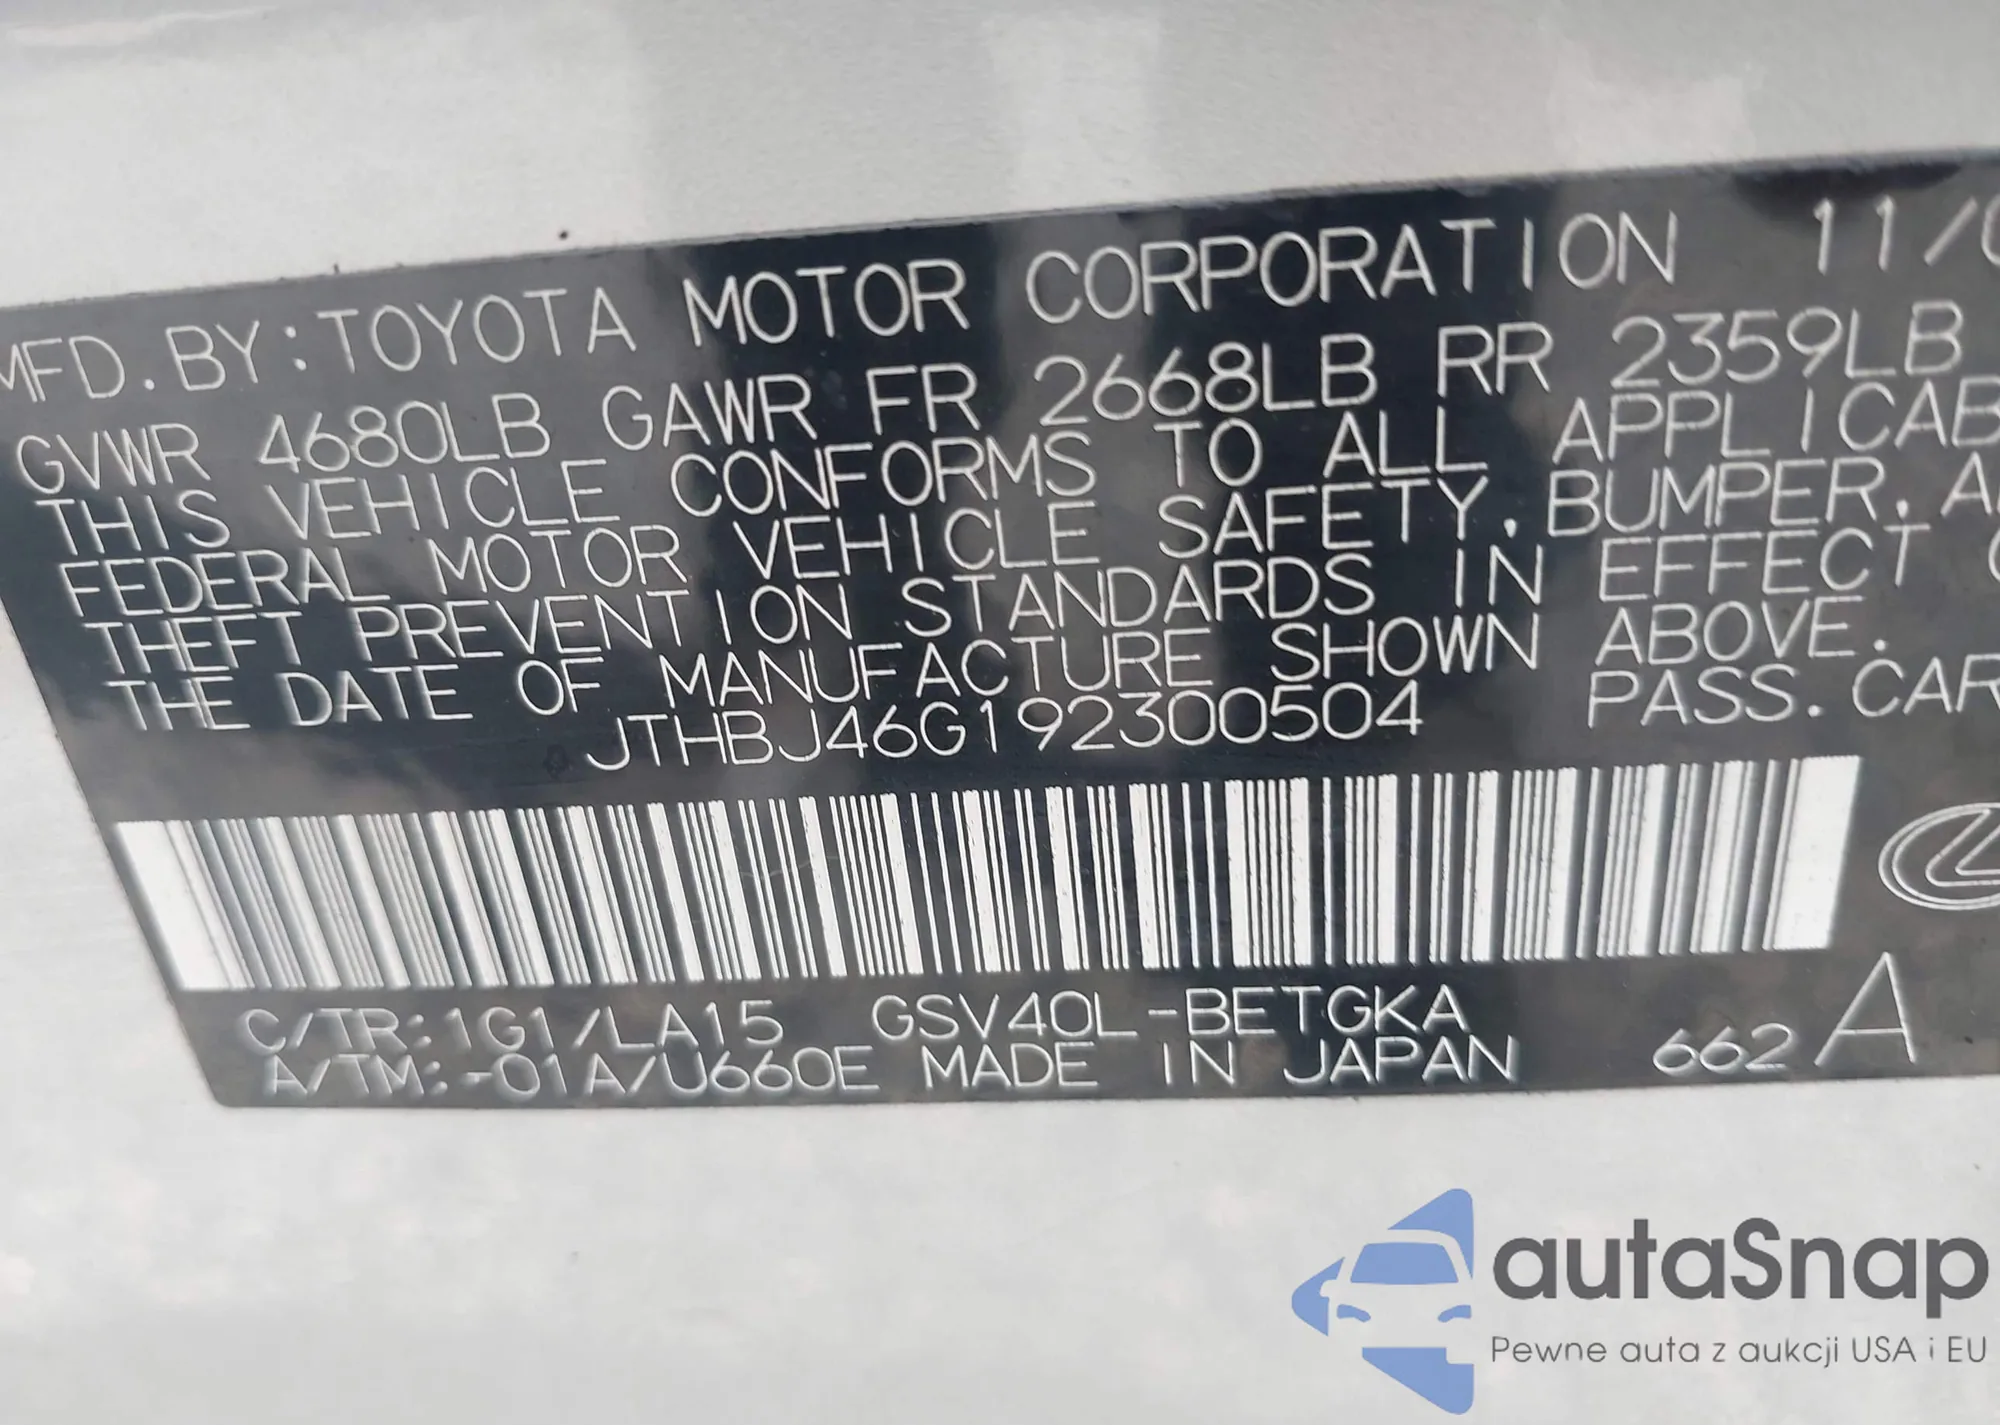 MFD. BY: TOYOTA MOTOR CORPORATION 11/0
GVWR 4680LB GAWR FR 2668LB RR 2359LB
THIS VEHICLE CONFORMS TO ALL APPLICAB
FEDERAL MOTOR VEHICLE SAFETY, BUMPER, A
THEFT PREVENTION STANDARDS IN EFFECT
THE DATE OF MANUFACTURE SHOWN ABOVE.
JTHBJ46G192300504 PASS. CAR
C/TR:1G1/LA15 GSV40L-BETGKA
A/TM:-01A/U660E MADE IN JAPAN 662 A
autaSnap
Pewne auta z aukcji USA i EU